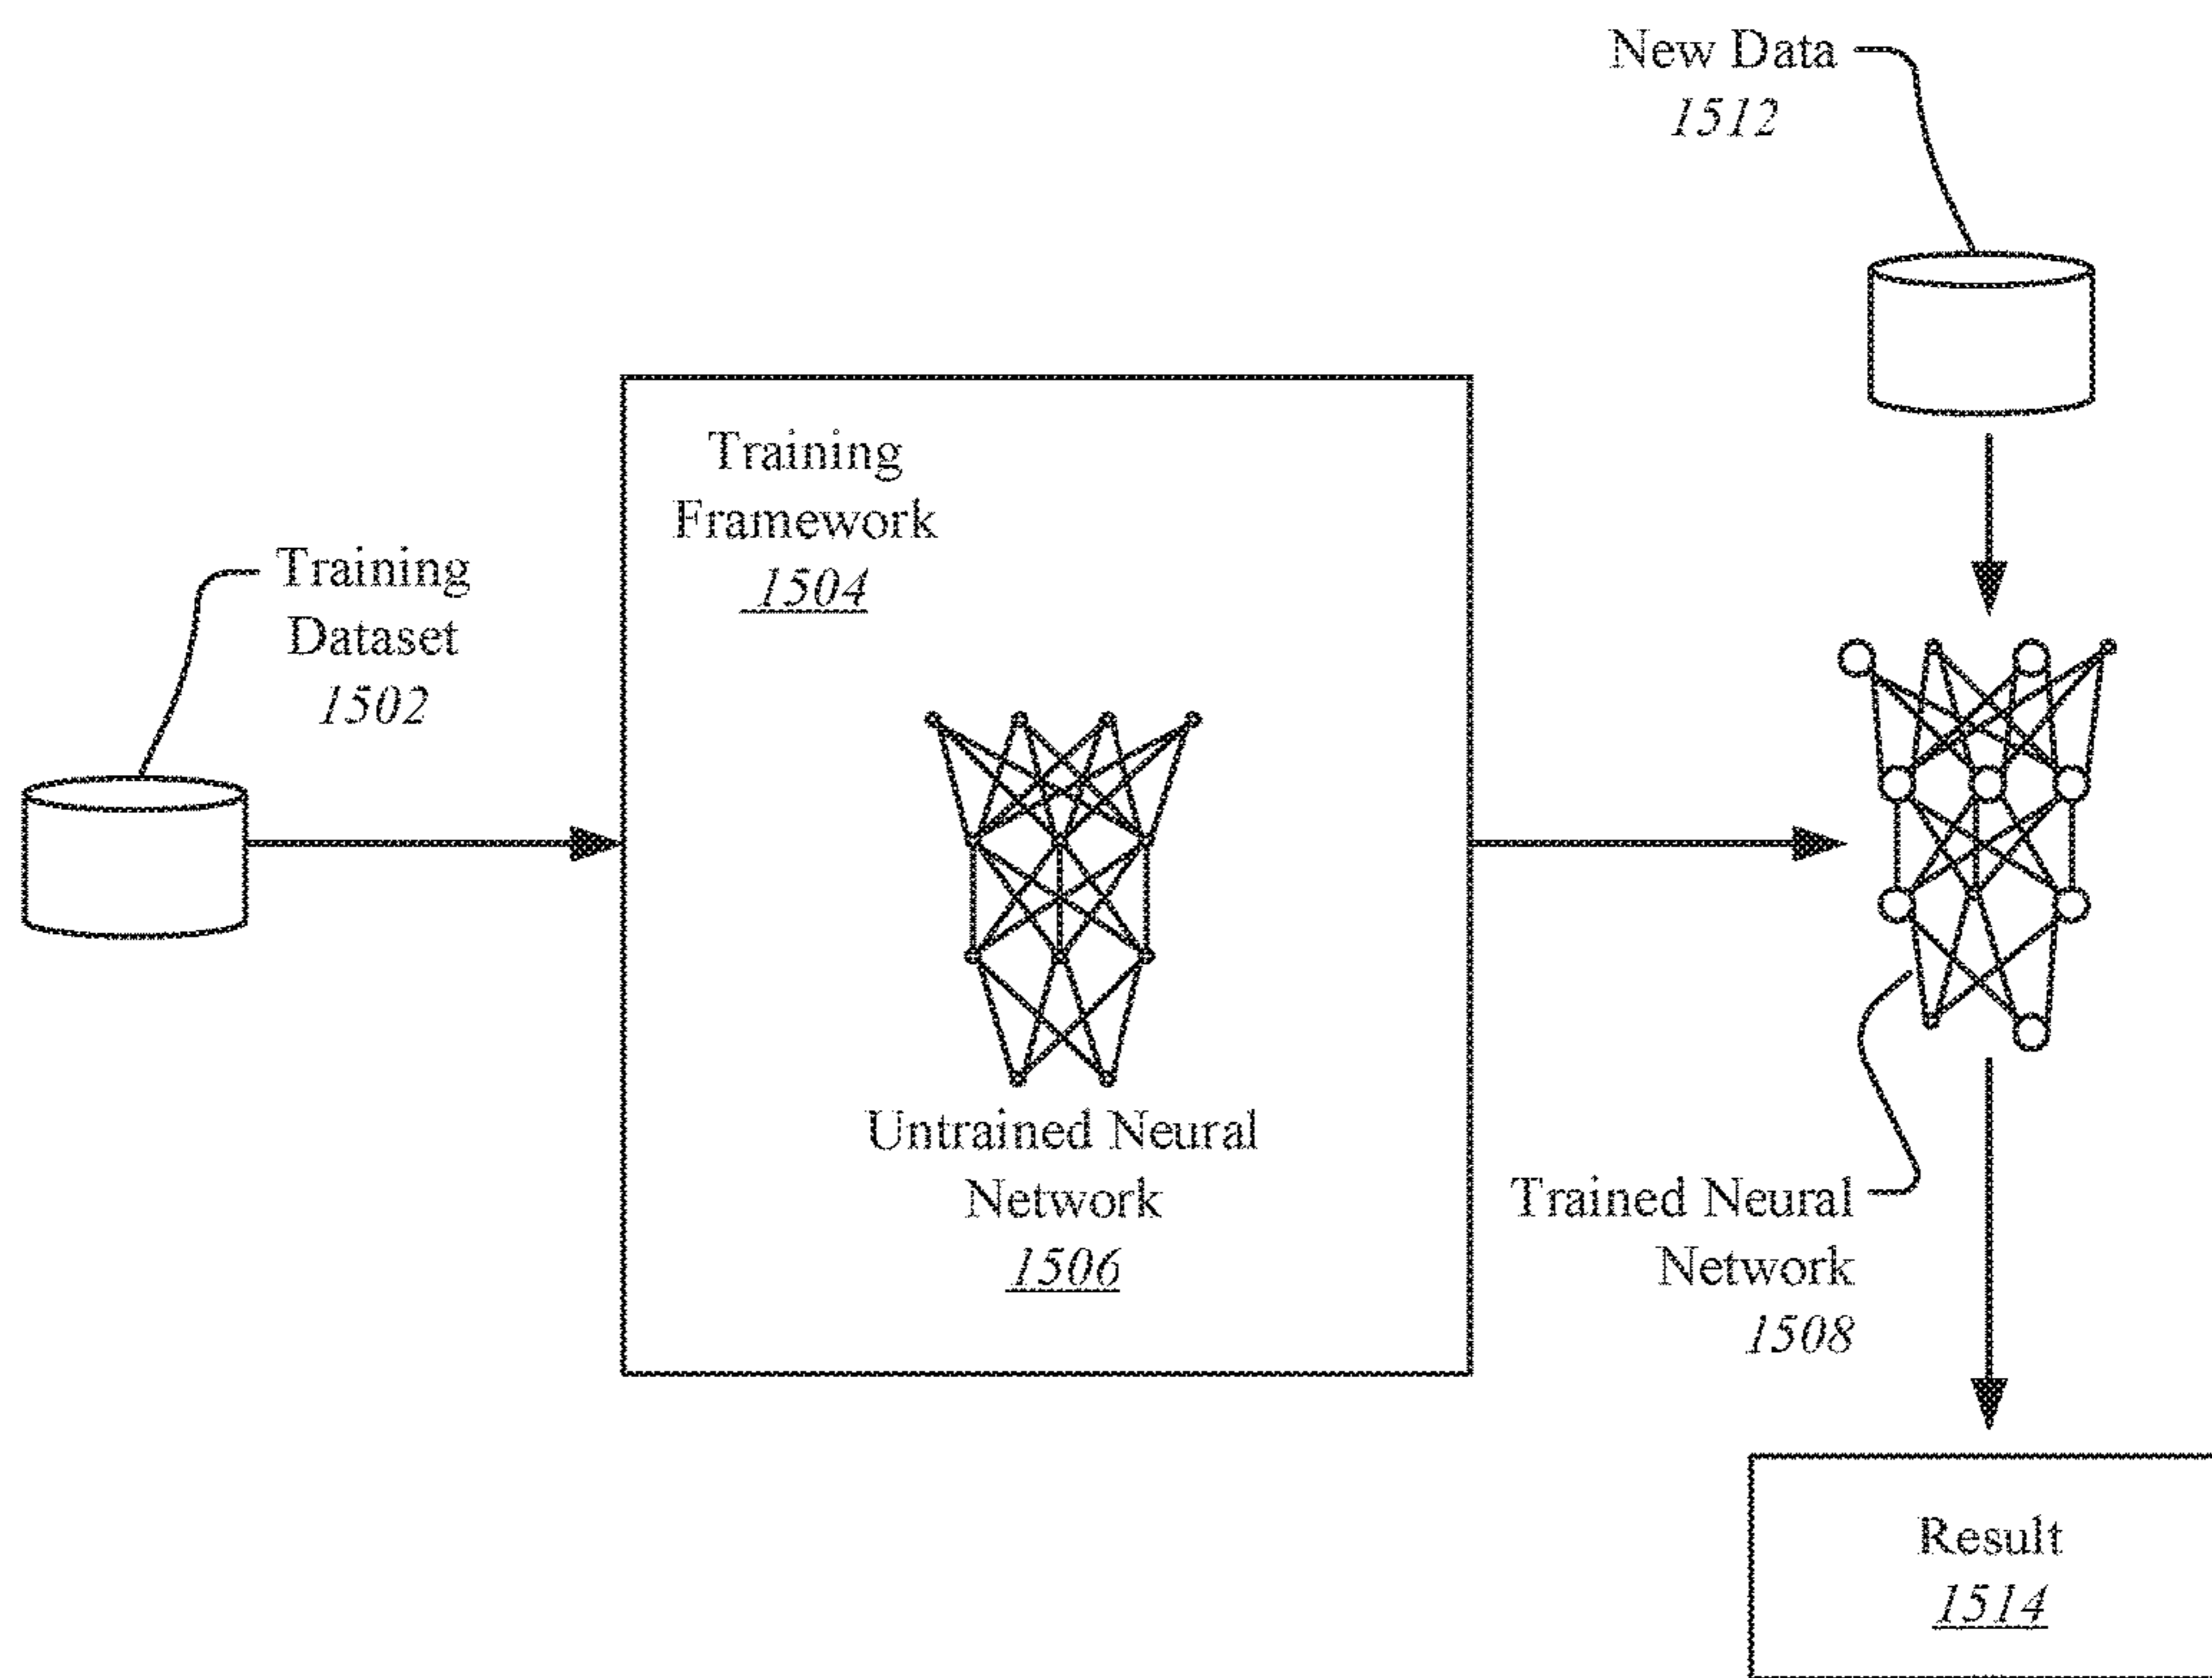 New Data
1512
Training
Framework
1504
Training
Dataset
1502
Untrained Neural
Network
1506
Trained Neural
Network
1508
Result
1514